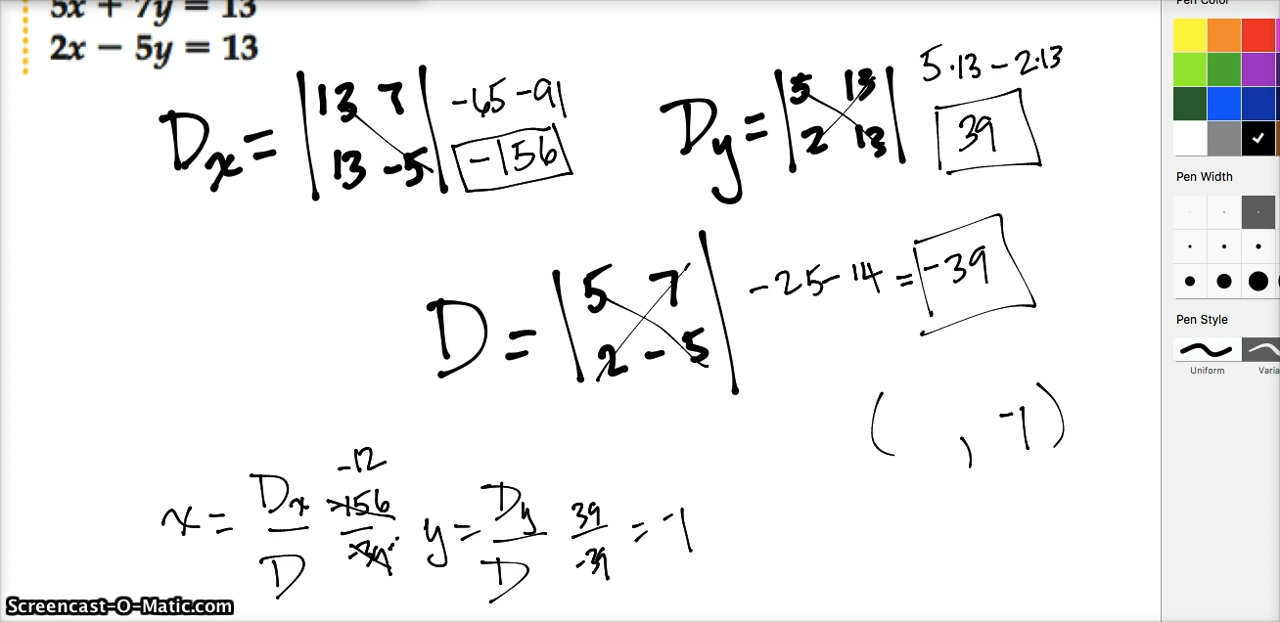 5x + 7y = 13
2x − 5y = 13
Dx = | 13 7 | -65 -91
| 13 -5 | -156
Dy = | 5 13 | 5·13 - 2·13
| 2 13 | 39
D = | 5 7 | -25-14 = -39
| 2 -5 |
( , -1)
-12
x = Dx/D -156/-39 y = Dy/D 39/-39 = -1
Pen Color
Pen Width
Pen Style
Uniform
Varia
Screencast-O-Matic.com